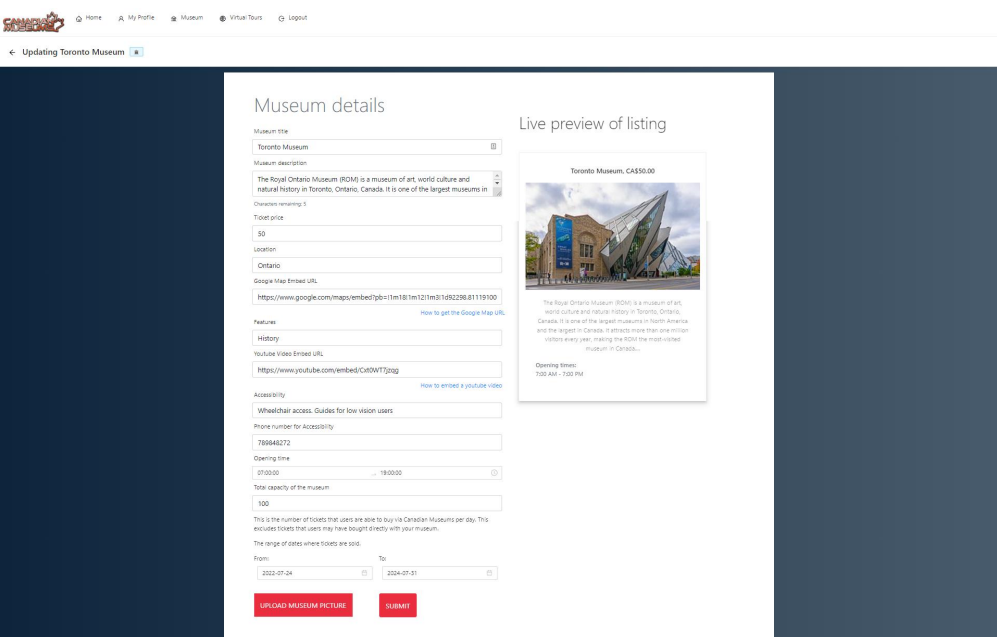 CANADIAN
MUSEUMS
Home
My Profile
Museum
Virtual Tours
Logout
Updating Toronto Museum
Museum details
Museum title
Toronto Museum
Museum description
The Royal Ontario Museum (ROM) is a museum of art, world culture and
natural history in Toronto, Ontario, Canada. It is one of the largest museums in
Characters remaining: 5
Ticket price
50
Location
Ontario
Google Map Embed URL
https://www.google.com/maps/embed?pb=!1m18!1m12!1m3!1d92298.81119100
How to get the Google Map URL
Features
History
Youtube Video Embed URL
https://www.youtube.com/embed/Cxt0WT7jzqg
How to embed a youtube video
Accessibility
Wheelchair access. Guides for low vision users
Phone number for Accessibility
789848272
Opening time
07:00:00 ... 19:00:00
Total capacity of the museum
100
This is the number of tickets that users are able to buy via Canadian Museums per day. This
excludes tickets that users may have bought directly with your museum.
The range of dates where tickets are sold.
From: To:
2022-07-24 2024-07-31
UPLOAD MUSEUM PICTURE SUBMIT
Live preview of listing
Toronto Museum, CA$50.00
The Royal Ontario Museum (ROM) is a museum of art,
world culture and natural history in Toronto, Ontario,
Canada. It is one of the largest museums in North America
and the largest in Canada. It attracts more than one million
visitors every year, making the ROM the most-visited
museum in Canada...
Opening times:
7:00 AM - 7:00 PM